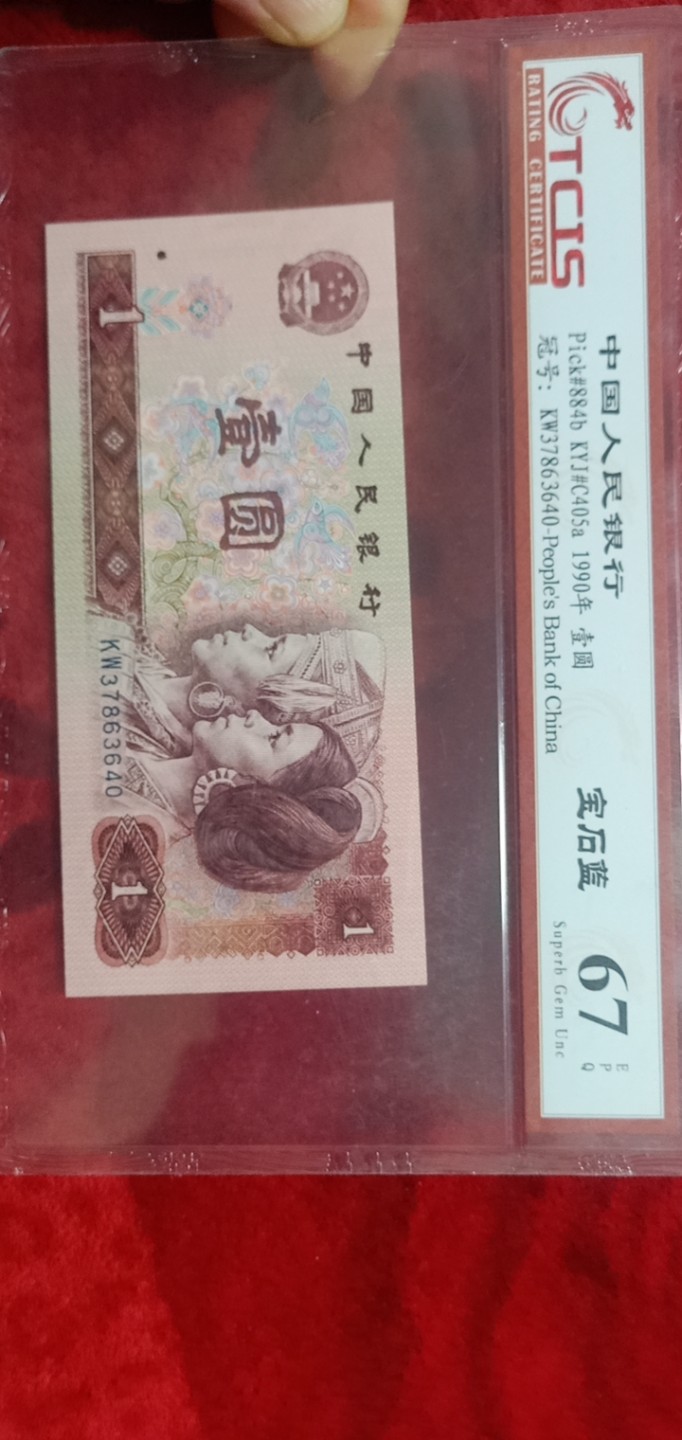 TCIS
RATING CERTIFICATE
中国人民银行
Pick#884b KYJ#C405a 1990年 壹圆
冠号: KW37863640-People's Bank of China
宝石蓝
67
EPQ
Superb Gem Unc
中国人民银行
壹圆
1
KW37863640
1
1